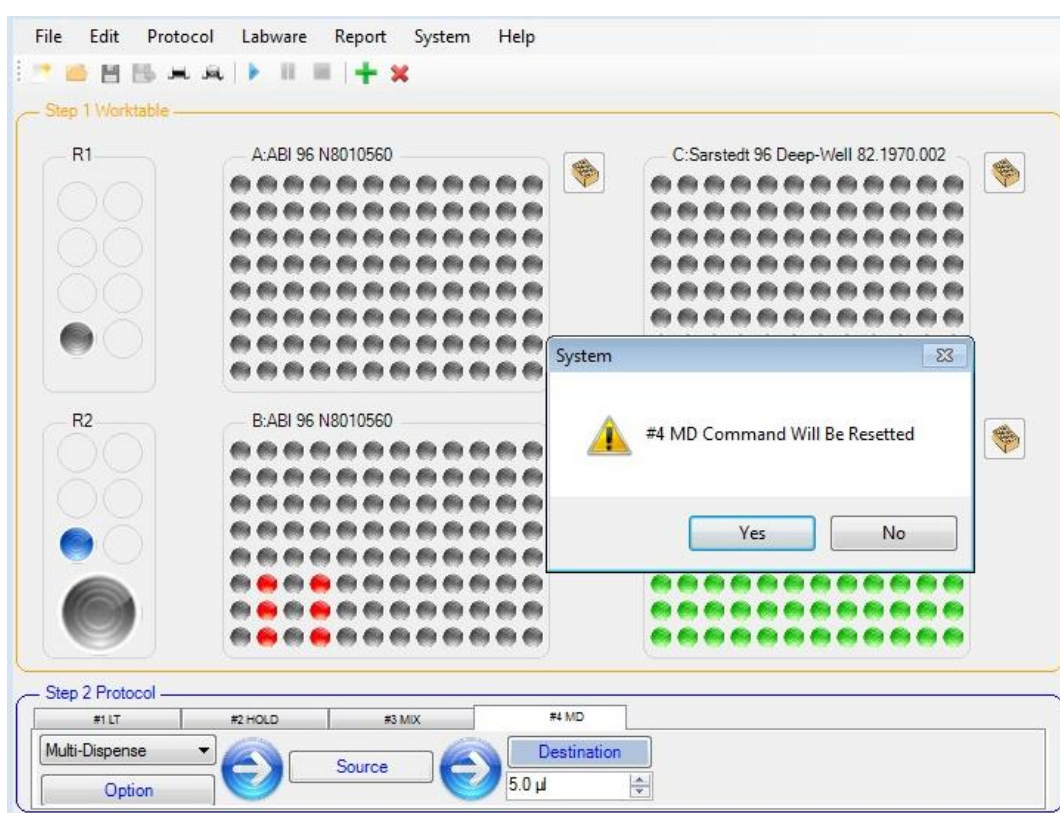 File Edit Protocol Labware Report System Help
Step 1 Worktable
R1
A:ABI 96 N8010560
C:Sarstedt 96 Deep-Well 82.1970.002
System
#4 MD Command Will Be Resetted
Yes No
R2
B:ABI 96 N8010560
Step 2 Protocol
#1 LT #2 HOLD #3 MIX #4 MD
Multi-Dispense
Source
Destination
Option
5.0 µl